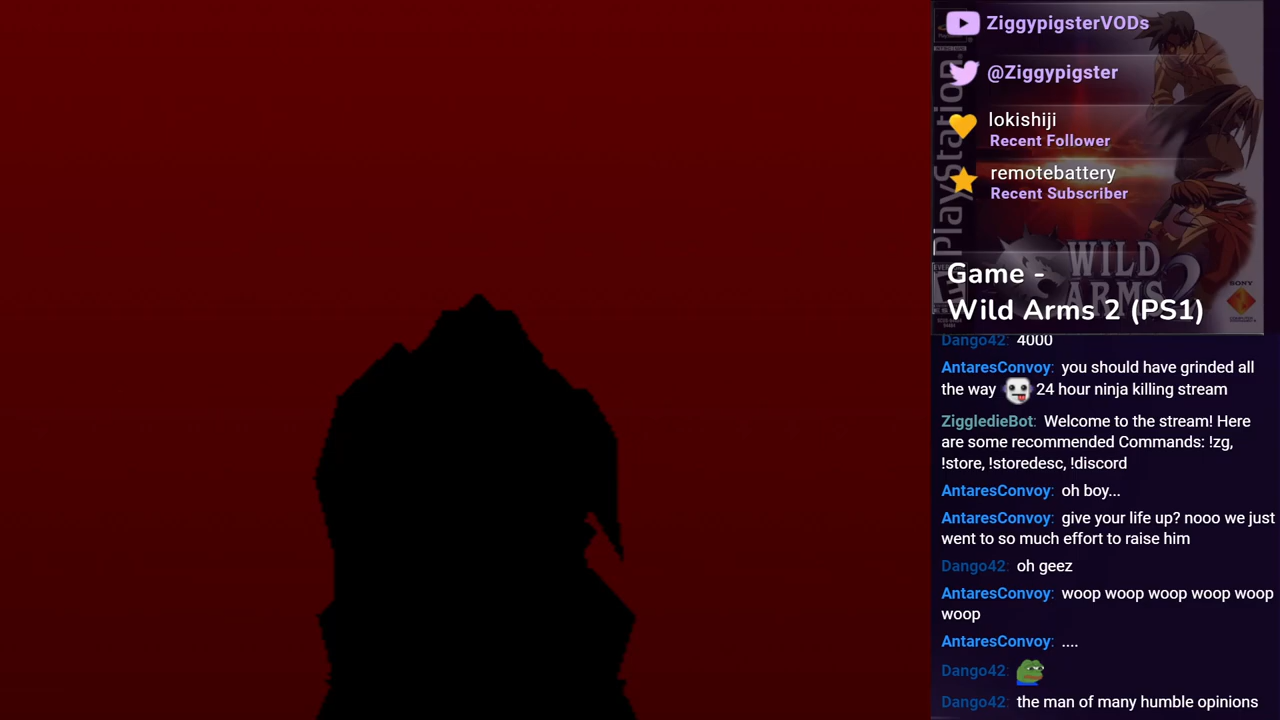 ZiggypigsterVODs
@Ziggypigster
lokishiji
Recent Follower
remotebattery
Recent Subscriber
PlayStation
WILD
ARMS 2
SONY
Game -
Wild Arms 2 (PS1)
Dango42: 4000
AntaresConvoy: you should have grinded all
the way 24 hour ninja killing stream
ZiggledieBot: Welcome to the stream! Here
are some recommended Commands: !zg,
!store, !storedesc, !discord
AntaresConvoy: oh boy...
AntaresConvoy: give your life up? nooo we just
went to so much effort to raise him
Dango42: oh geez
AntaresConvoy: woop woop woop woop woop
woop
AntaresConvoy: ....
Dango42:
Dango42: the man of many humble opinions